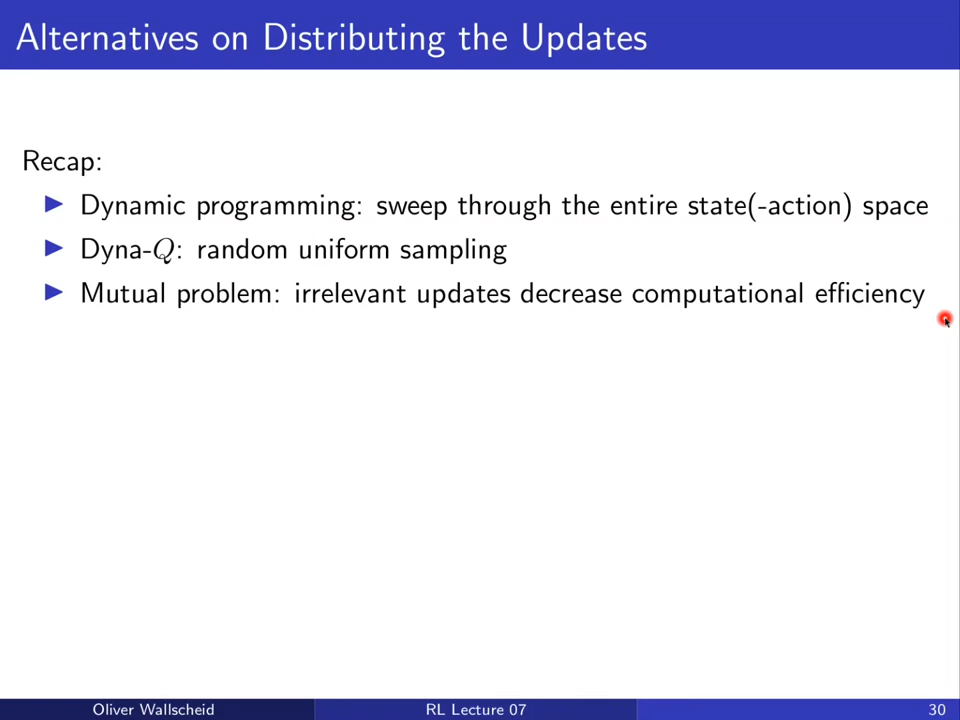 Alternatives on Distributing the Updates
Recap:
▶ Dynamic programming: sweep through the entire state(-action) space
▶ Dyna-Q: random uniform sampling
▶ Mutual problem: irrelevant updates decrease computational efficiency
Oliver Wallscheid
RL Lecture 07
30